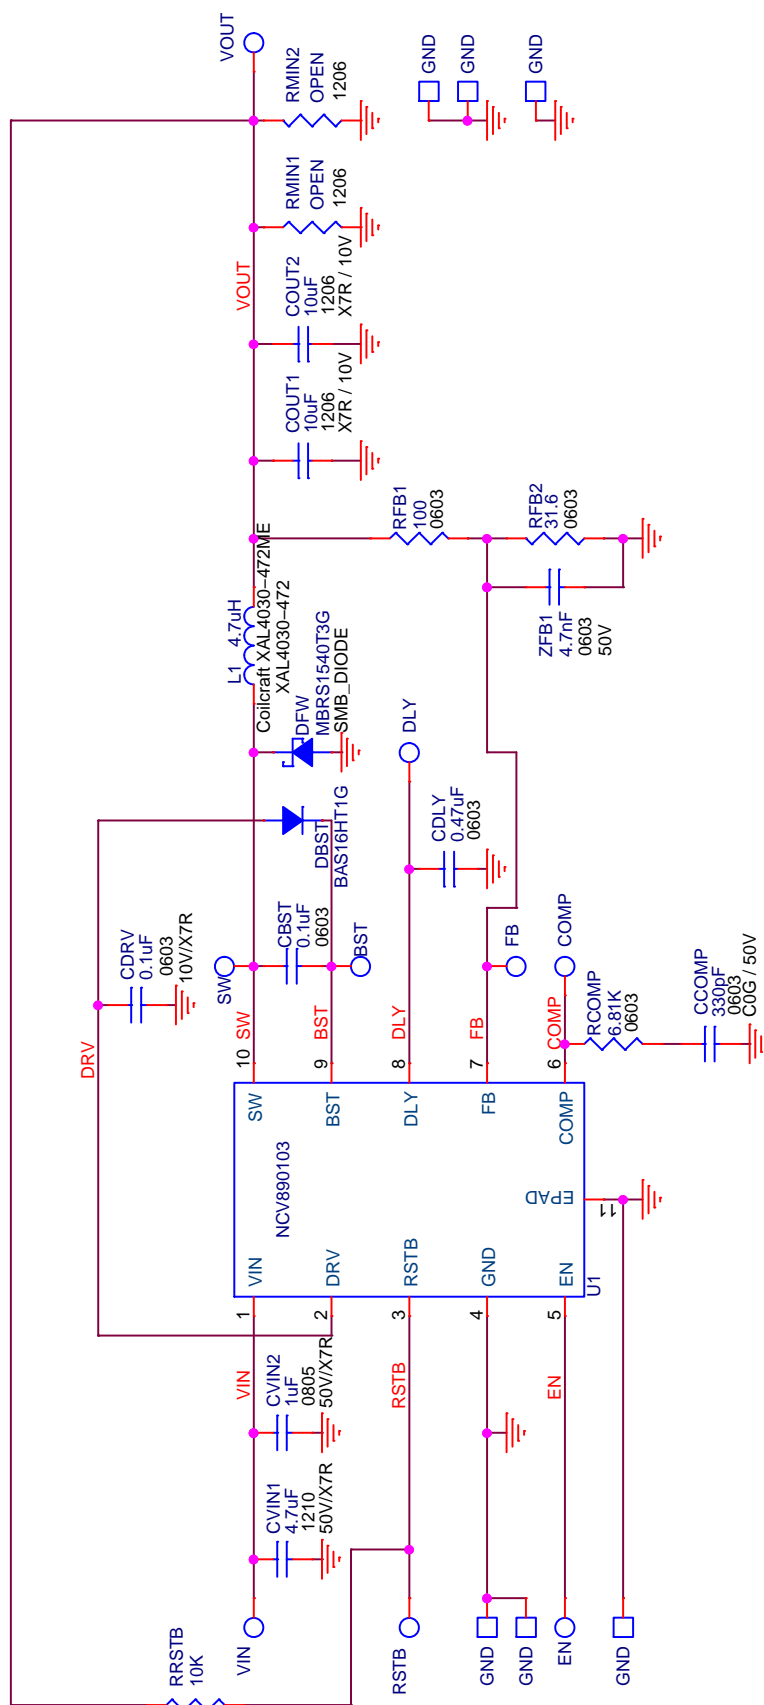 RRSTB
10K
VIN
RSTB
GND
GND
EN
GND
CVIN1
4.7uF
1210
50V/X7R
CVIN2
1uF
0805
50V/X7R
VIN
RSTB
EN
1
2
3
4
5
U1
NCV890103
VIN
DRV
RSTB
GND
EN
EPAD
11
SW
BST
DLY
FB
COMP
10
9
8
7
6
SW
BST
DLY
FB
COMP
DRV
CDRV
0.1uF
0603
10V/X7R
SW
CBST
0.1uF
0603
BST
DBST
BAS16HT1G
DFW
MBRS1540T3G
SMB_DIODE
L1
4.7uH
Coilcraft XAL4030-472ME
XAL4030-472
CDLY
0.47uF
0603
DLY
FB
COMP
RCOMP
6.81K
0603
CCOMP
330pF
0603
C0G / 50V
RFB1
100
0603
RFB2
31.6
0603
ZFB1
4.7nF
0603
50V
COUT1
10uF
1206
X7R / 10V
COUT2
10uF
1206
X7R / 10V
VOUT
RMIN1
OPEN
1206
RMIN2
OPEN
1206
VOUT
GND
GND
GND